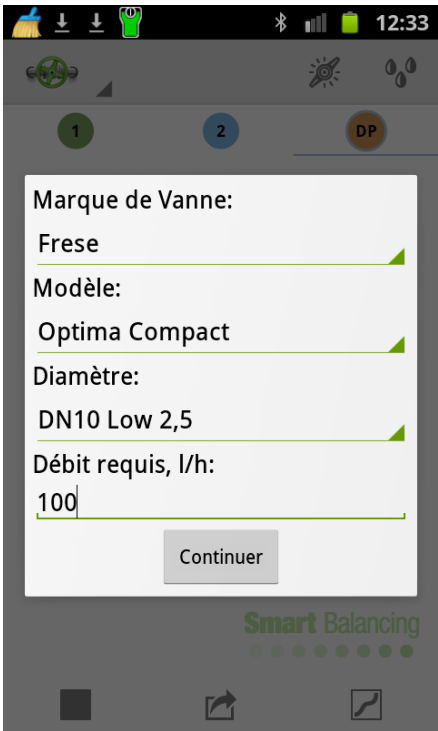 12:33
1
2
DP
Marque de Vanne:
Frese
Modèle:
Optima Compact
Diamètre:
DN10 Low 2,5
Débit requis, l/h:
100
Continuer
Smart Balancing